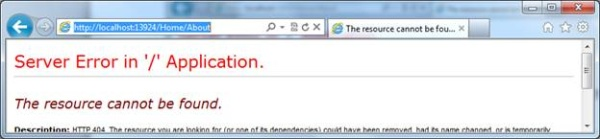 http://localhost:13924/Home/About
The resource cannot be fou...
Server Error in '/' Application.
The resource cannot be found.
Description: HTTP 404. The resource you are looking for (or one of its dependencies) could have been removed, had its name changed, or is temporarily